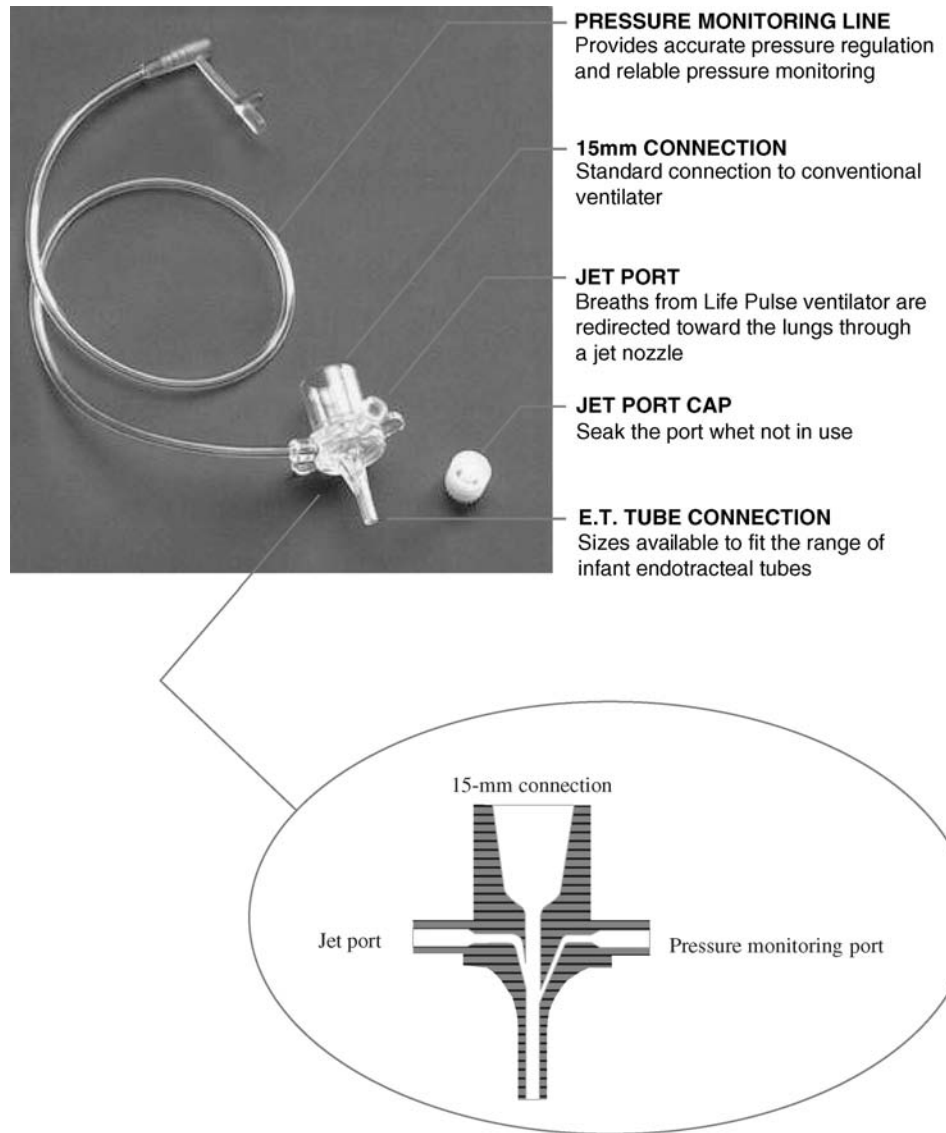 PRESSURE MONITORING LINE
Provides accurate pressure regulation
and relable pressure monitoring
15mm CONNECTION
Standard connection to conventional
ventilater
JET PORT
Breaths from Life Pulse ventilator are
redirected toward the lungs through
a jet nozzle
JET PORT CAP
Seak the port whet not in use
E.T. TUBE CONNECTION
Sizes available to fit the range of
infant endotracteal tubes
15-mm connection
Jet port
Pressure monitoring port